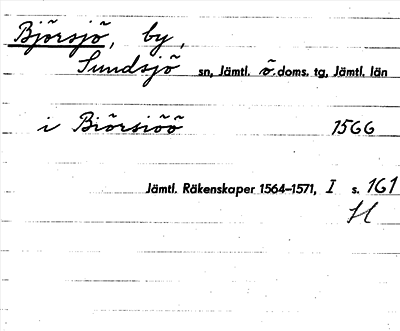 Björsjö, by,
Sundsjö sn, Jämtl. ö. doms. tg, Jämtl. län
i Biörsiöö 1566
Jämtl. Räkenskaper 1564–1571, I s. 161
H